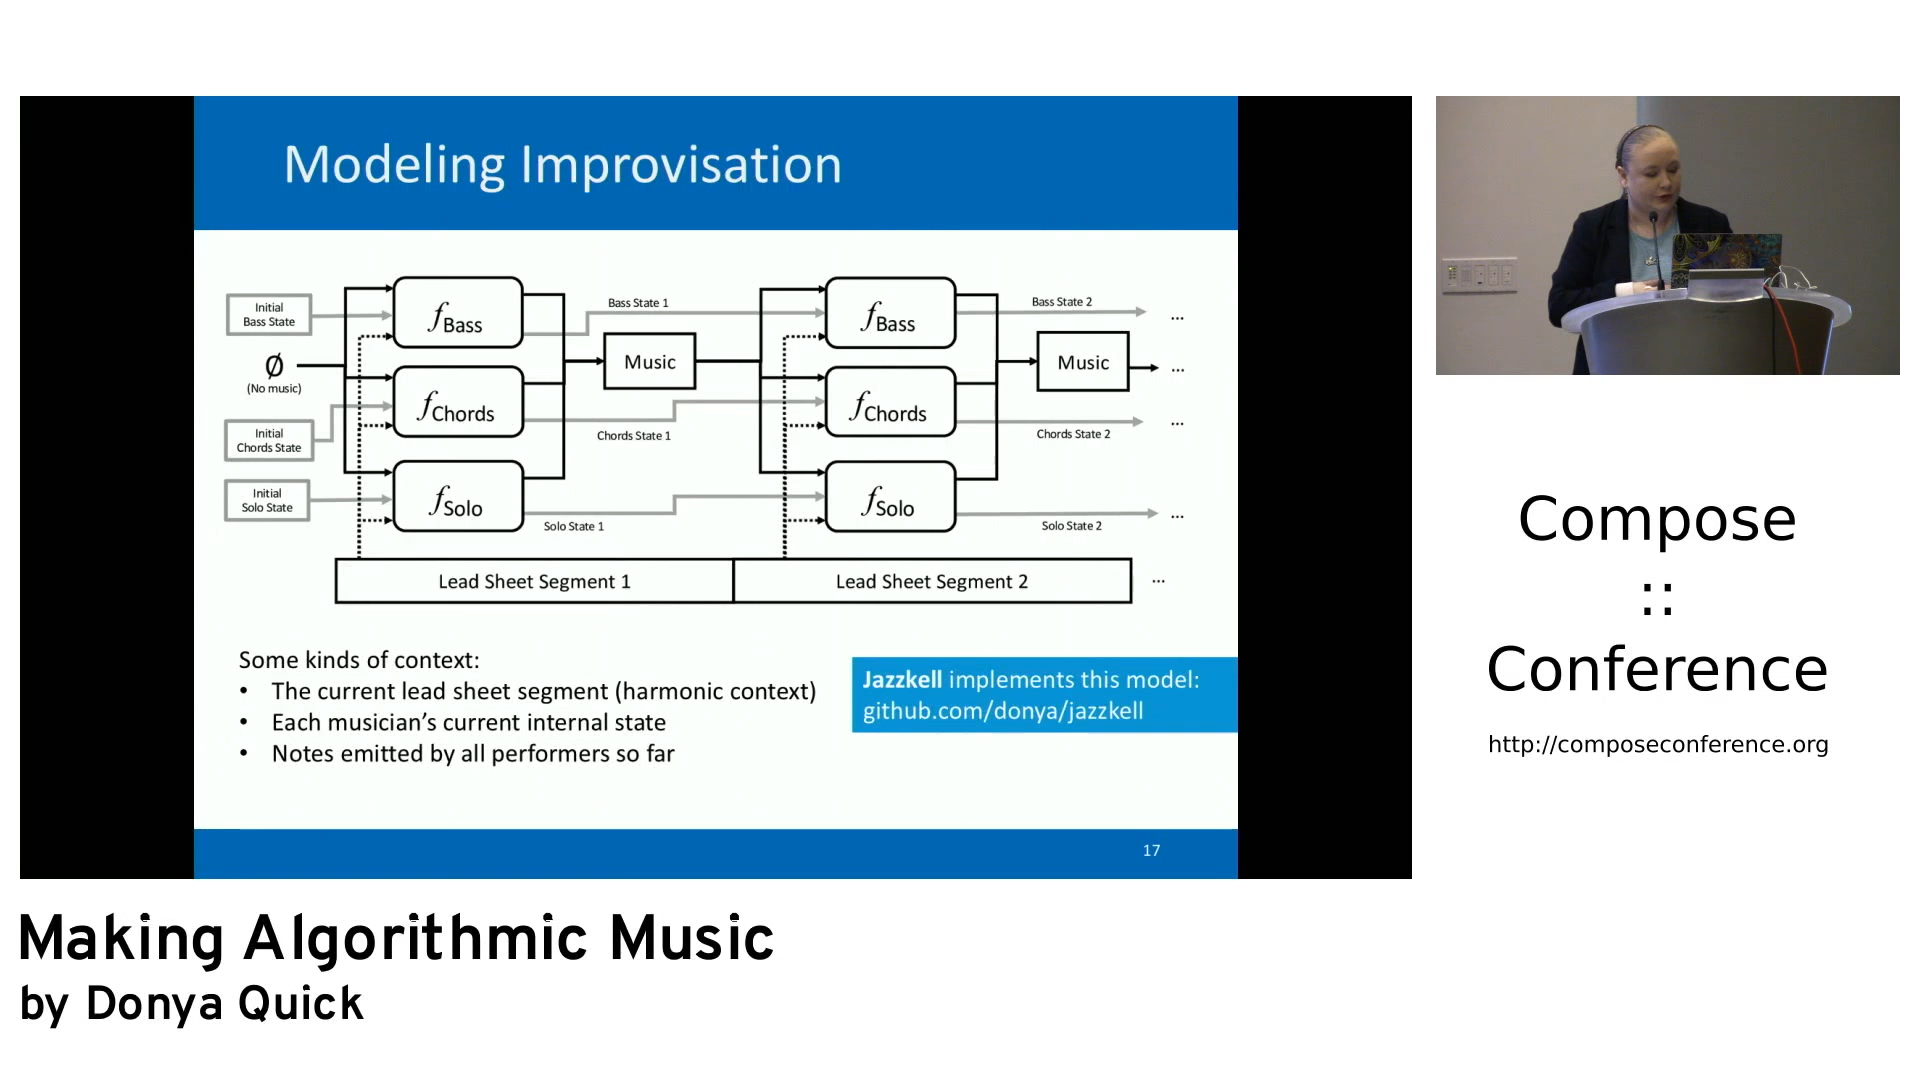 Modeling Improvisation
Initial
Bass State
Ø
(No music)
Initial
Chords State
Initial
Solo State
fBass
fChords
fSolo
Bass State 1
Music
Chords State 1
Solo State 1
fBass
fChords
fSolo
Bass State 2
...
Music
...
Chords State 2
...
Solo State 2
...
Lead Sheet Segment 1
Lead Sheet Segment 2
...
Some kinds of context:
• The current lead sheet segment (harmonic context)
• Each musician’s current internal state
• Notes emitted by all performers so far
Jazzkell implements this model:
github.com/donya/jazzkell
17
Compose
::
Conference
http://composeconference.org
Making Algorithmic Music
by Donya Quick